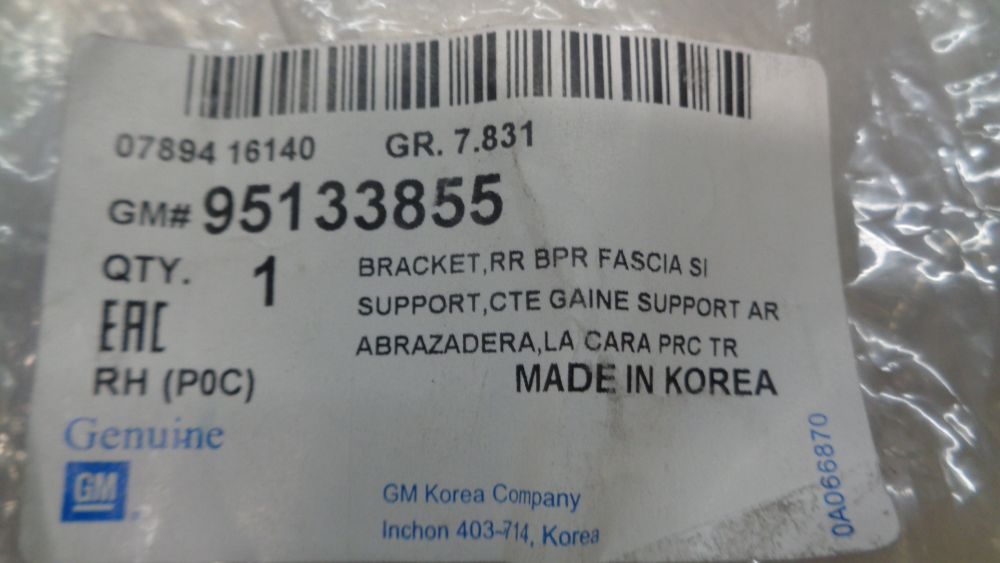 07894 16140 GR. 7.831
GM# 95133855
QTY. 1
BRACKET,RR BPR FASCIA SI
SUPPORT,CTE GAINE SUPPORT AR
ABRAZADERA,LA CARA PRC TR
EAC
RH (P0C)
MADE IN KOREA
Genuine
GM
GM Korea Company
Inchon 403-714, Korea
0A066870